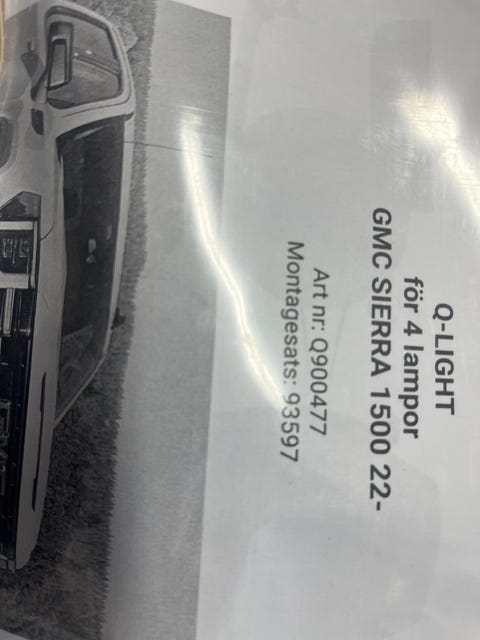 Q-LIGHT
för 4 lampor
GMC SIERRA 1500 22-
Art nr: Q900477
Montagesats: 93597